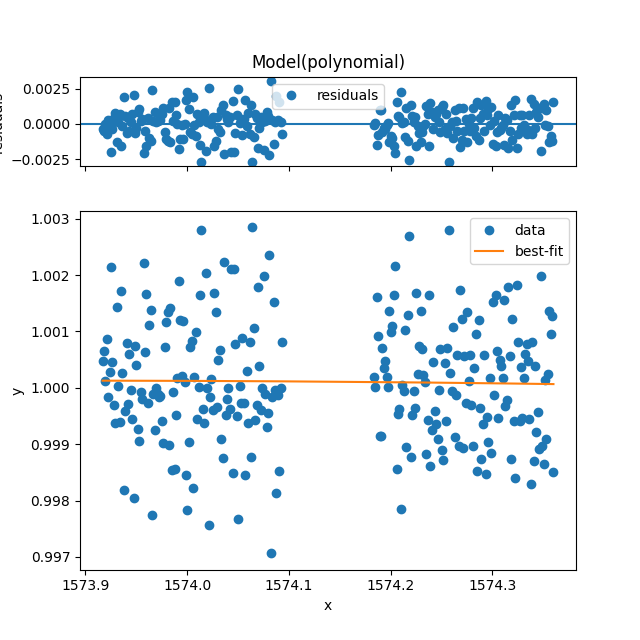 Model(polynomial)
residuals
0.0025
0.0000
−0.0025
residuals
1.003
data
best-fit
1.002
1.001
1.000
y
0.999
0.998
0.997
1573.9 1574.0 1574.1 1574.2 1574.3
x